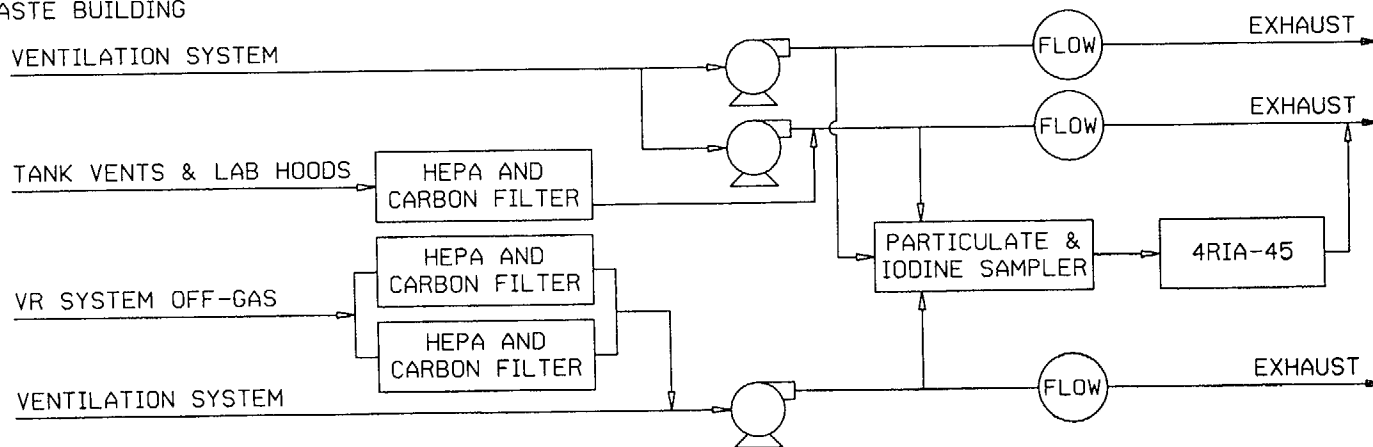 ASTE BUILDING
VENTILATION SYSTEM
FLOW
EXHAUST
FLOW
EXHAUST
TANK VENTS & LAB HOODS
HEPA AND
CARBON FILTER
PARTICULATE &
IODINE SAMPLER
4RIA-45
HEPA AND
CARBON FILTER
VR SYSTEM OFF-GAS
HEPA AND
CARBON FILTER
VENTILATION SYSTEM
FLOW
EXHAUST